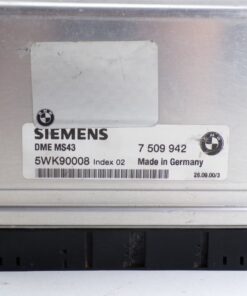 SIEMENS
DME MS43 7 509 942
5WK90008 Index 02 Made in Germany
26.09.00/3